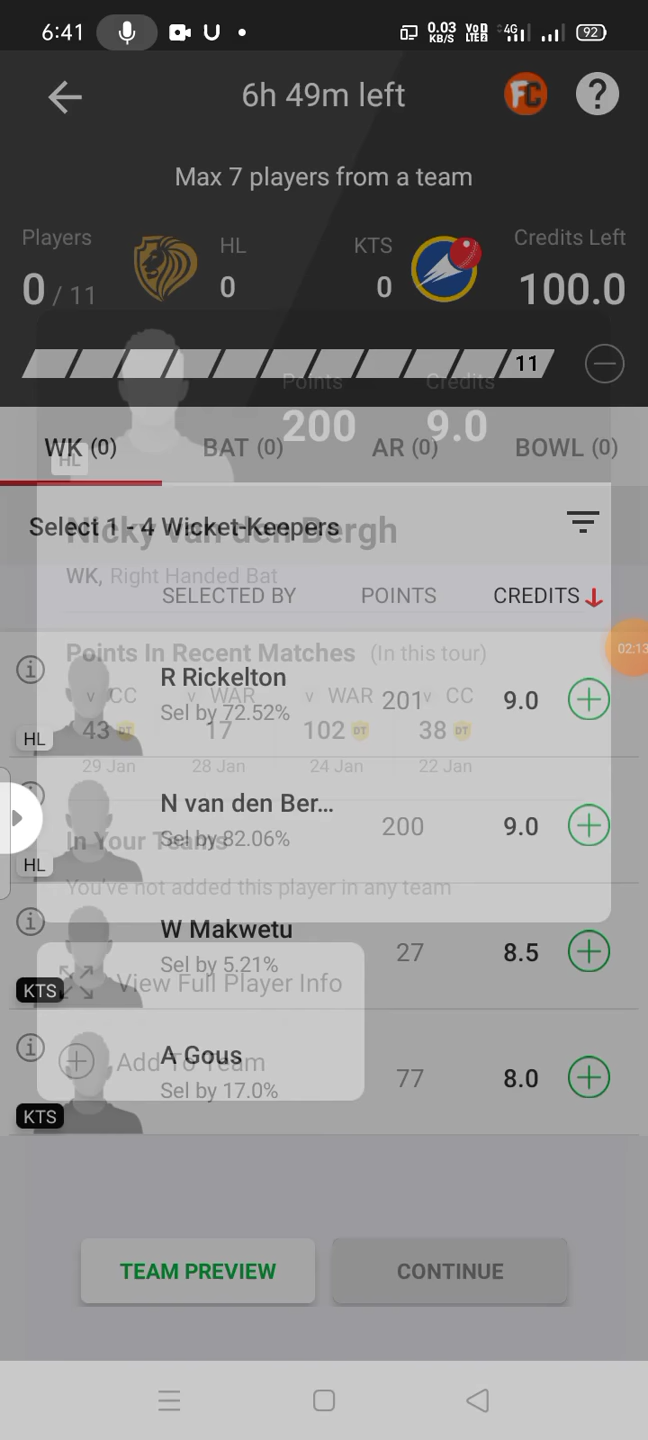 6:41
0.03
KB/S
VoD
LTEB
4G
92
6h 49m left
FC
?
Max 7 players from a team
Players
HL
KTS
Credits Left
0 / 11
0
0
100.0
11
Points
Credits
200
9.0
WK (0)
BAT (0)
AR (0)
BOWL (0)
HL
Select 1 - 4 Wicket-Keepers
Nicky van den Bergh
WK, Right Handed Bat
SELECTED BY
POINTS
CREDITS
Points In Recent Matches (In this tour)
R Rickelton
Sel by 72.52%
201
9.0
HL
v CC
v WAR
v WAR
v CC
43 DT
17
102 DT
38 DT
29 Jan
28 Jan
24 Jan
22 Jan
02:13
N van den Ber...
Sel by 82.06%
200
9.0
HL
In Your Teams
You've not added this player in any team
W Makwetu
Sel by 5.21%
27
8.5
KTS
View Full Player Info
A Gous
Sel by 17.0%
77
8.0
KTS
Add To Team
TEAM PREVIEW
CONTINUE